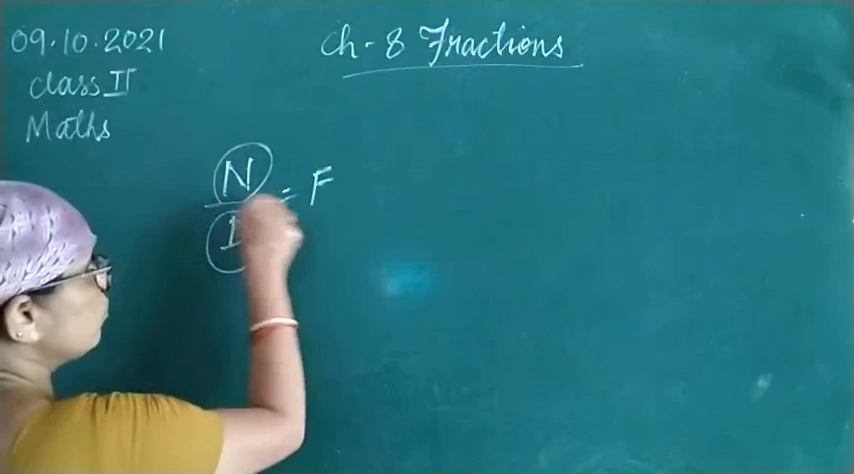 09.10.2021
Ch-8 Fractions
class II
Maths
N
= F